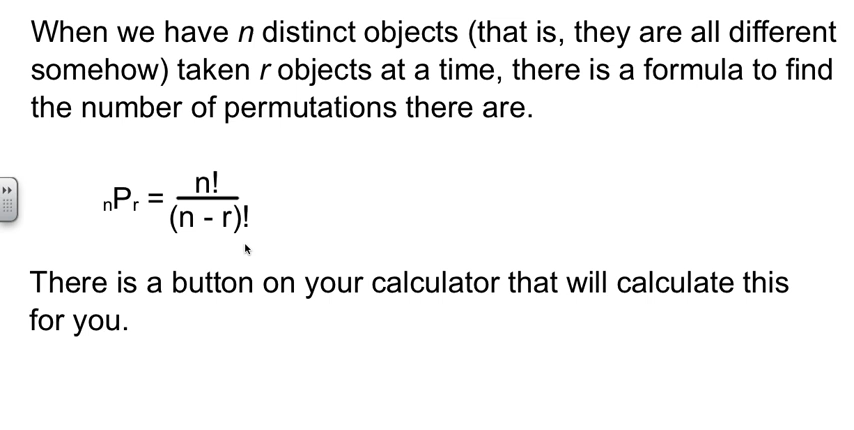 When we have n distinct objects (that is, they are all different
somehow) taken r objects at a time, there is a formula to find
the number of permutations there are.
nPr = n!
(n - r)!
There is a button on your calculator that will calculate this
for you.